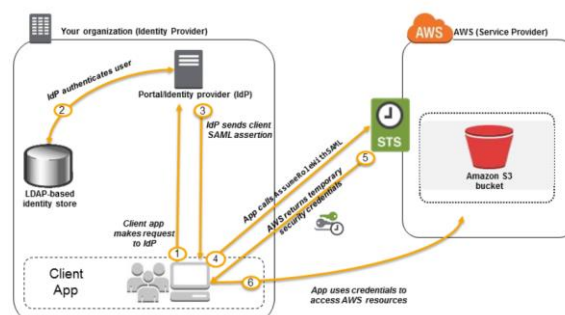 Your organization (Identity Provider)
AWS
AWS (Service Provider)
IdP authenticates user
2
Portal/Identity provider (IdP)
3
IdP sends client
SAML assertion
LDAP-based
identity store
App calls AssumeRoleWithSAML
STS
5
AWS returns temporary
security credentials
Amazon S3
bucket
Client app
makes request
to IdP
1
4
Client
App
6
App uses credentials to
access AWS resources